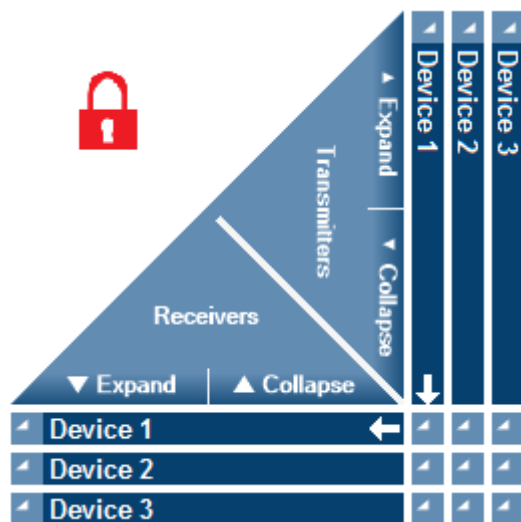 Transmitters
▲ Expand
▼ Collapse
Device 1
Device 2
Device 3
Receivers
▼ Expand
▲ Collapse
Device 1
Device 2
Device 3